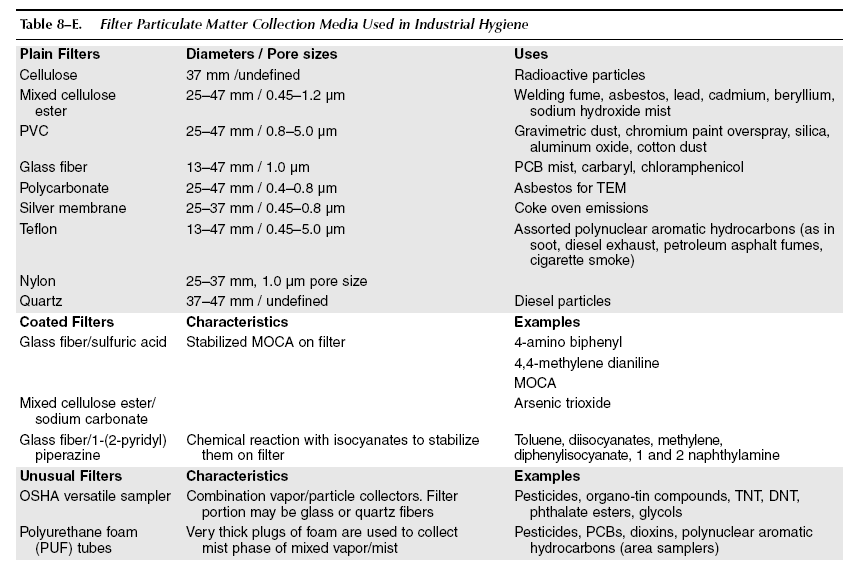 Table 8–E. Filter Particulate Matter Collection Media Used in Industrial Hygiene
Plain Filters Diameters / Pore sizes Uses
Cellulose 37 mm /undefined Radioactive particles
Mixed cellulose 25–47 mm / 0.45–1.2 µm Welding fume, asbestos, lead, cadmium, beryllium,
ester sodium hydroxide mist
PVC 25–47 mm / 0.8–5.0 µm Gravimetric dust, chromium paint overspray, silica,
aluminum oxide, cotton dust
Glass fiber 13–47 mm / 1.0 µm PCB mist, carbaryl, chloramphenicol
Polycarbonate 25–47 mm / 0.4–0.8 µm Asbestos for TEM
Silver membrane 25–37 mm / 0.45–0.8 µm Coke oven emissions
Teflon 13–47 mm / 0.45–5.0 µm Assorted polynuclear aromatic hydrocarbons (as in
soot, diesel exhaust, petroleum asphalt fumes,
cigarette smoke)
Nylon 25–37 mm, 1.0 µm pore size
Quartz 37–47 mm / undefined Diesel particles
Coated Filters Characteristics Examples
Glass fiber/sulfuric acid Stabilized MOCA on filter 4-amino biphenyl
4,4-methylene dianiline
MOCA
Mixed cellulose ester/ Arsenic trioxide
sodium carbonate
Glass fiber/1-(2-pyridyl) Chemical reaction with isocyanates to stabilize Toluene, diisocyanates, methylene,
piperazine them on filter diphenylisocyanate, 1 and 2 naphthylamine
Unusual Filters Characteristics Examples
OSHA versatile sampler Combination vapor/particle collectors. Filter Pesticides, organo-tin compounds, TNT, DNT,
portion may be glass or quartz fibers phthalate esters, glycols
Polyurethane foam Very thick plugs of foam are used to collect Pesticides, PCBs, dioxins, polynuclear aromatic
(PUF) tubes mist phase of mixed vapor/mist hydrocarbons (area samplers)